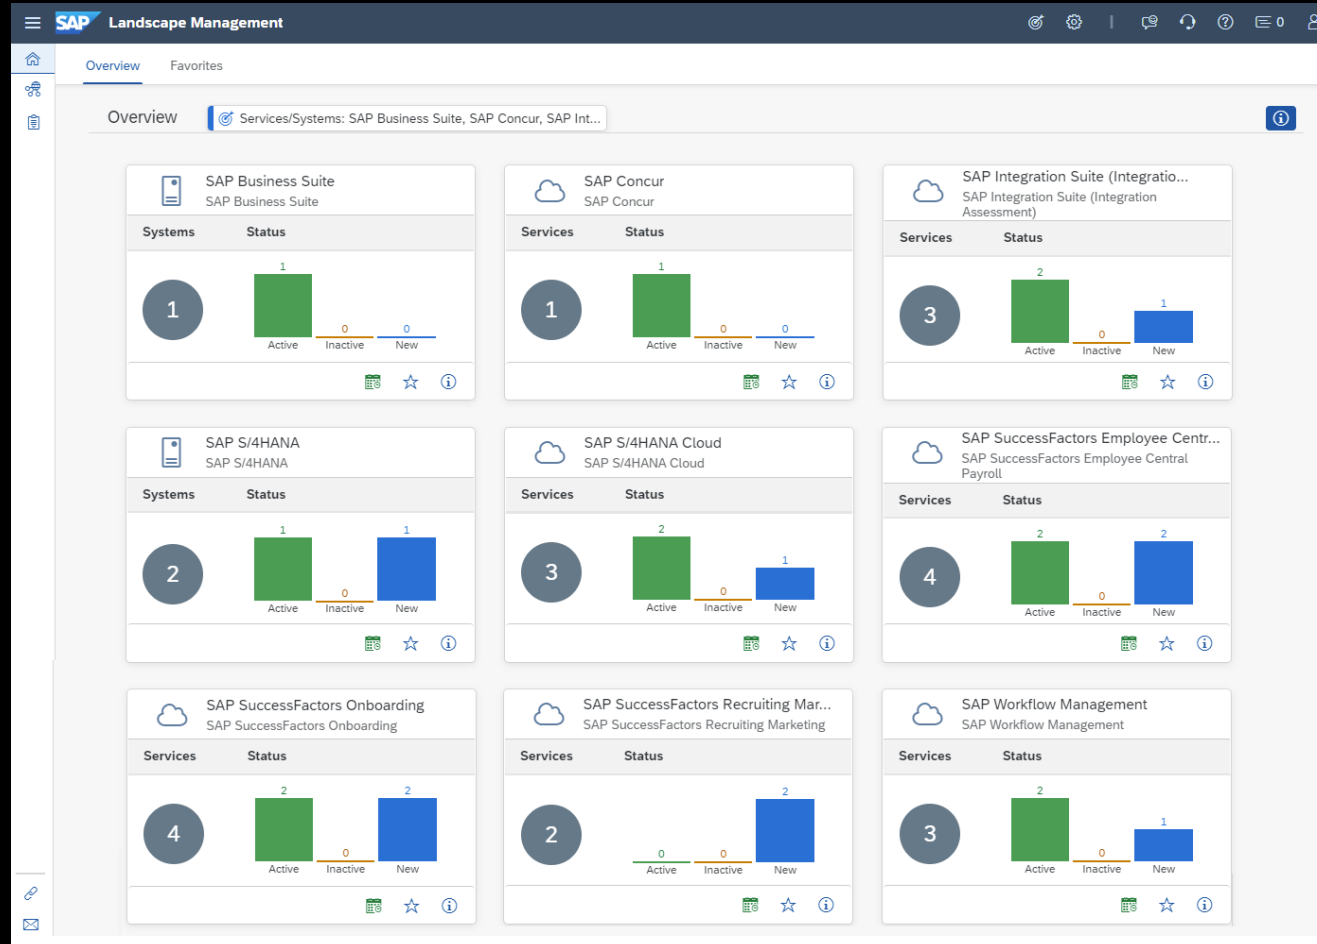 SAP Landscape Management
0
Overview Favorites
Overview Services/Systems: SAP Business Suite, SAP Concur, SAP Int...
SAP Business Suite
SAP Business Suite
Systems Status
1
1
0
0
Active Inactive New
SAP Concur
SAP Concur
Services Status
1
1
0
0
Active Inactive New
SAP Integration Suite (Integratio...
SAP Integration Suite (Integration
Assessment)
Services Status
3
2
0
1
Active Inactive New
SAP S/4HANA
SAP S/4HANA
Systems Status
2
1
0
1
Active Inactive New
SAP S/4HANA Cloud
SAP S/4HANA Cloud
Services Status
3
2
0
1
Active Inactive New
SAP SuccessFactors Employee Centr...
SAP SuccessFactors Employee Central
Payroll
Services Status
4
2
0
2
Active Inactive New
SAP SuccessFactors Onboarding
SAP SuccessFactors Onboarding
Services Status
4
2
0
2
Active Inactive New
SAP SuccessFactors Recruiting Mar...
SAP SuccessFactors Recruiting Marketing
Services Status
2
0
0
2
Active Inactive New
SAP Workflow Management
SAP Workflow Management
Services Status
3
2
0
1
Active Inactive New